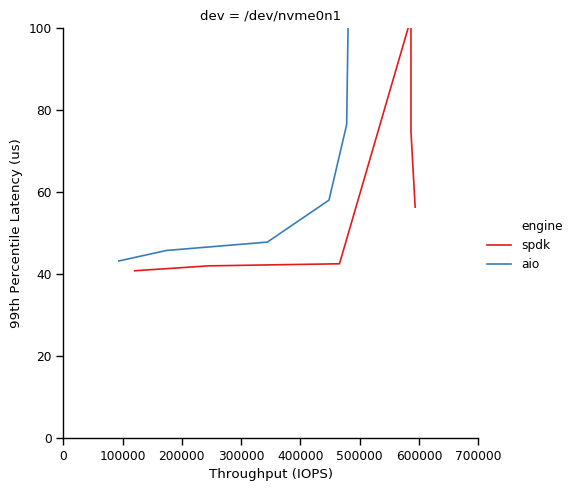 dev = /dev/nvme0n1
100
80
60
40
20
0
99th Percentile Latency (us)
0 100000 200000 300000 400000 500000 600000 700000
Throughput (IOPS)
engine
spdk
aio